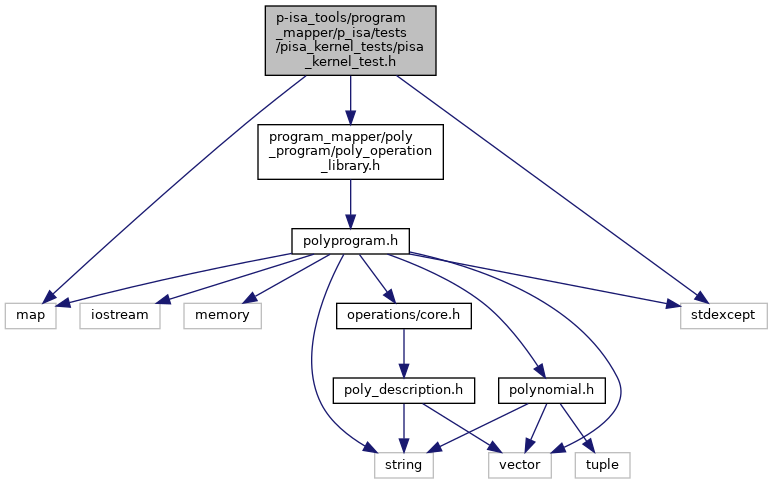 p-isa_tools/program
_mapper/p_isa/tests
/pisa_kernel_tests/pisa
_kernel_test.h
program_mapper/poly
_program/poly_operation
_library.h
polyprogram.h
map
iostream
memory
operations/core.h
stdexcept
poly_description.h
polynomial.h
string
vector
tuple